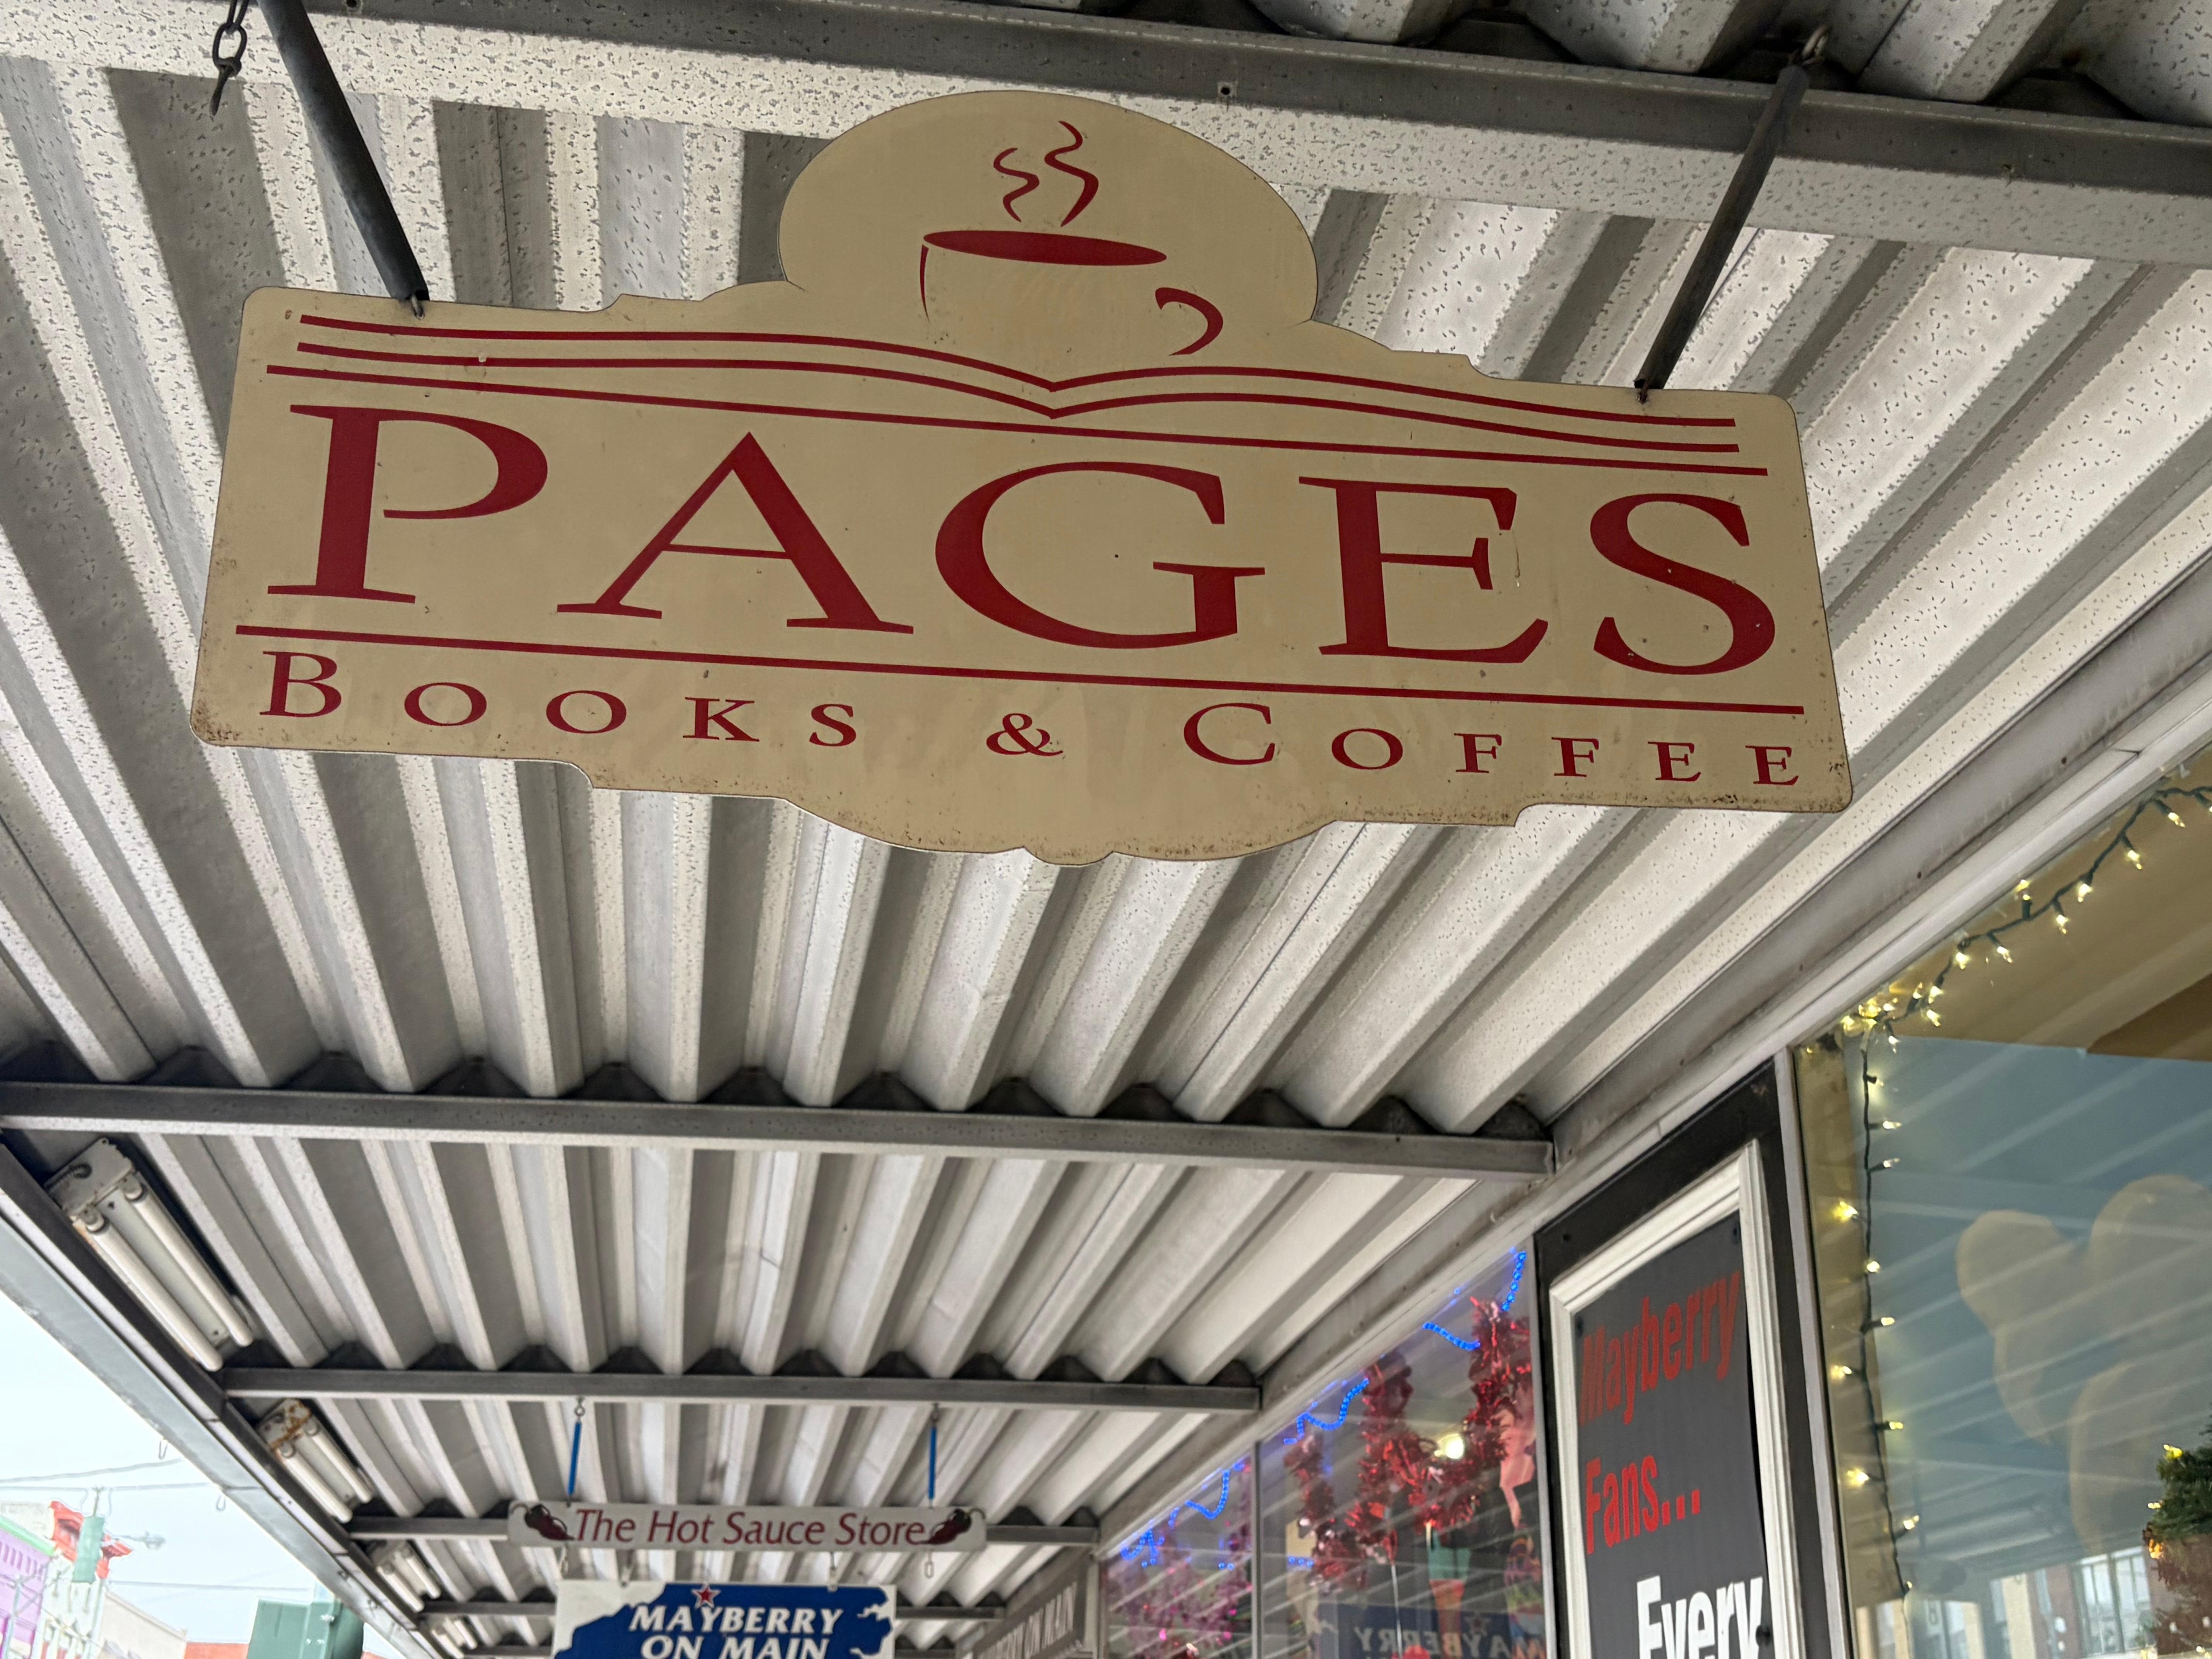 PAGES
BOOKS & COFFEE
The Hot Sauce Store
MAYBERRY
ON MAIN
Mayberry
Fans...
Every